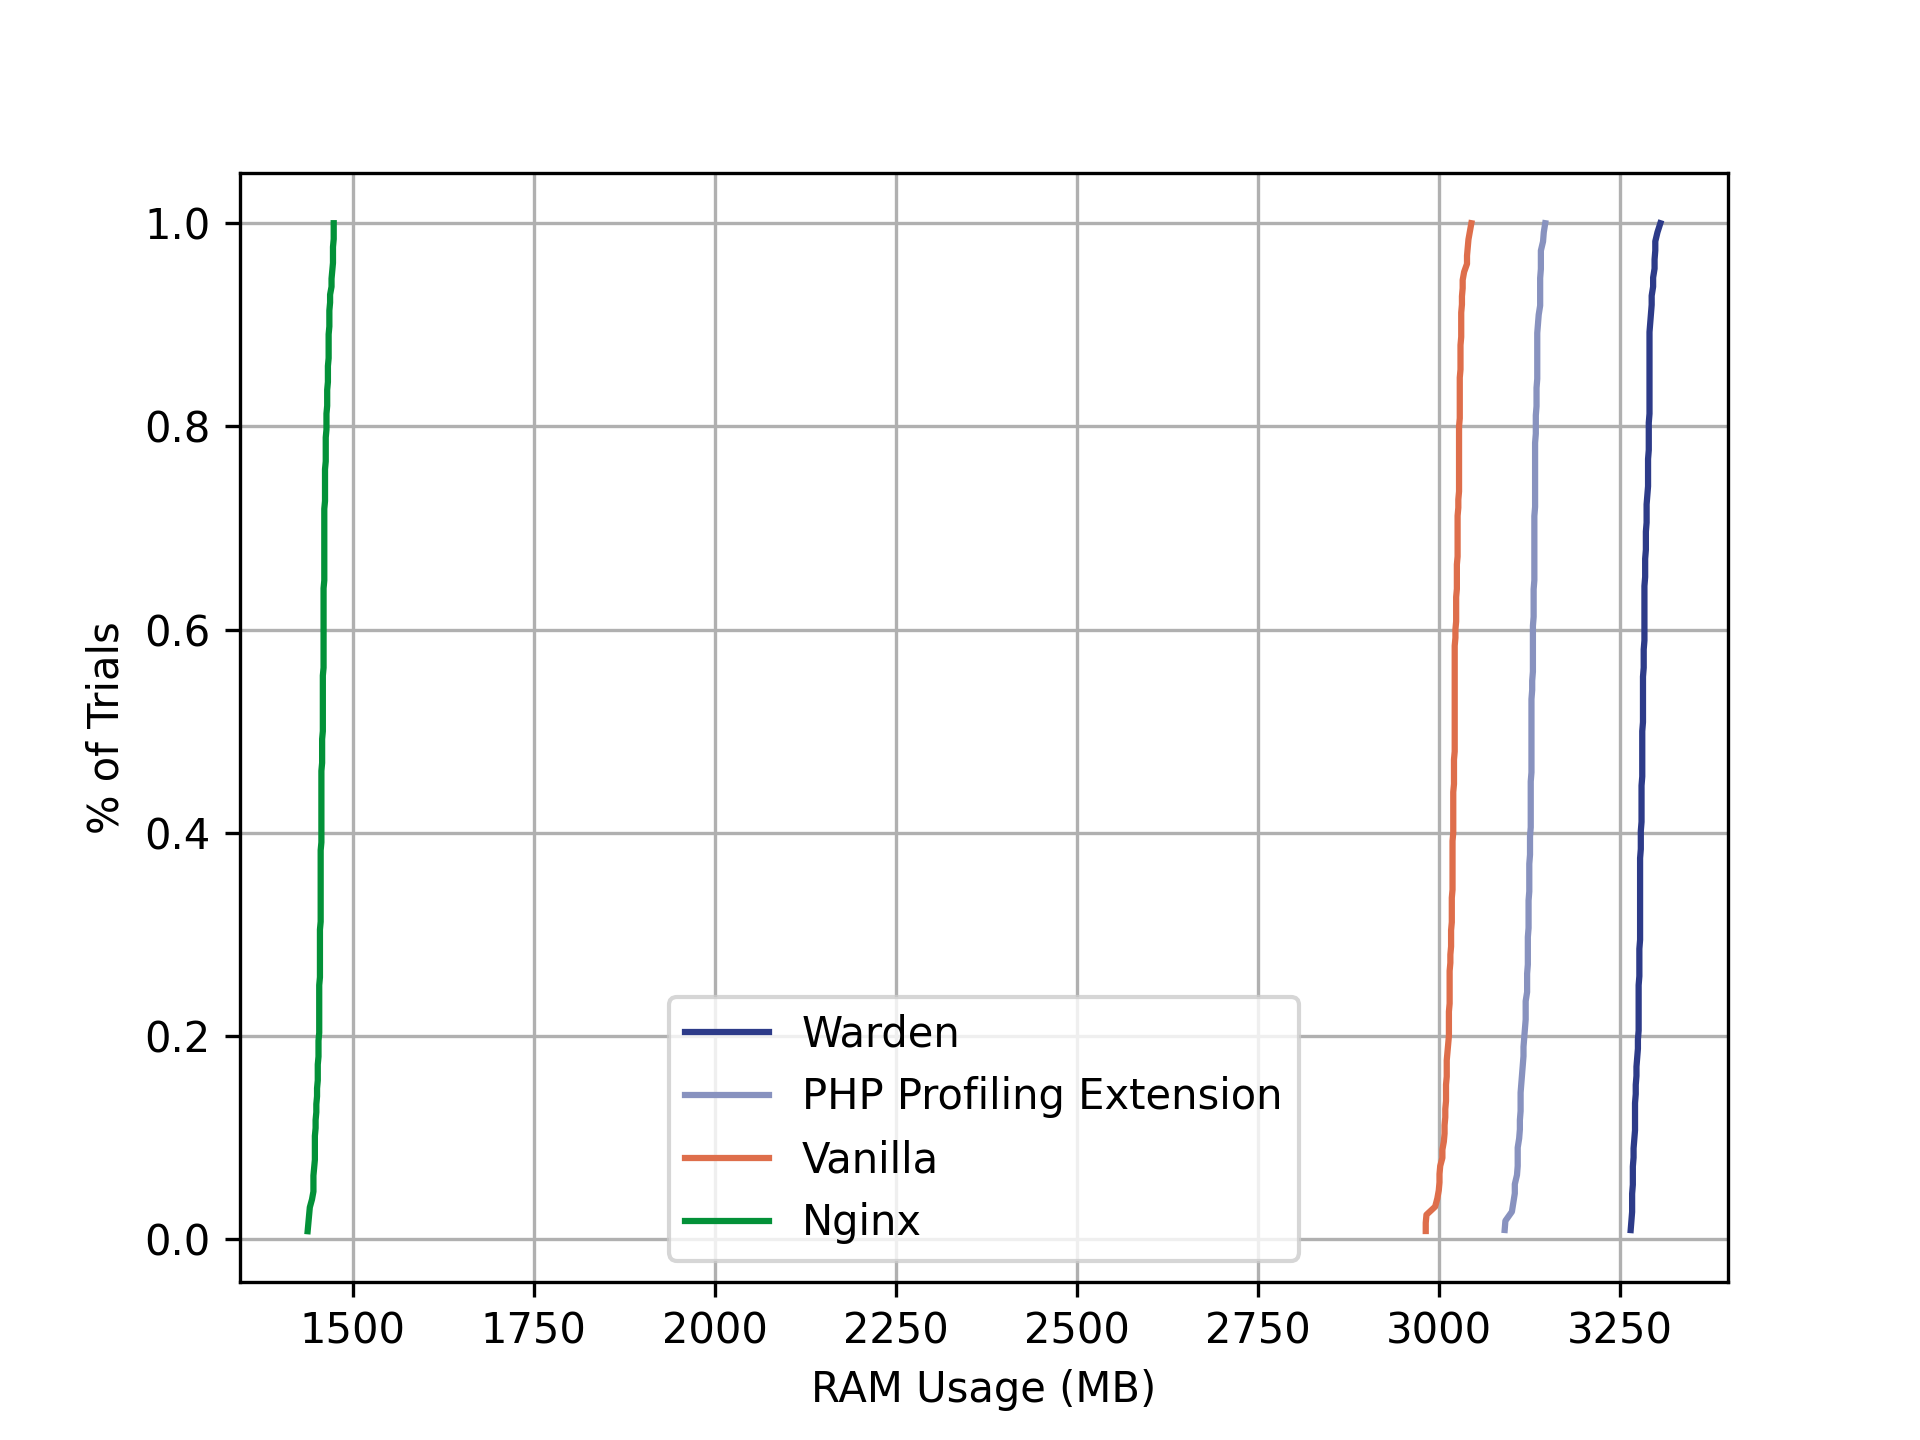 1.0
0.8
0.6
0.4
0.2
0.0
% of Trials
Warden
PHP Profiling Extension
Vanilla
Nginx
1500 1750 2000 2250 2500 2750 3000 3250
RAM Usage (MB)